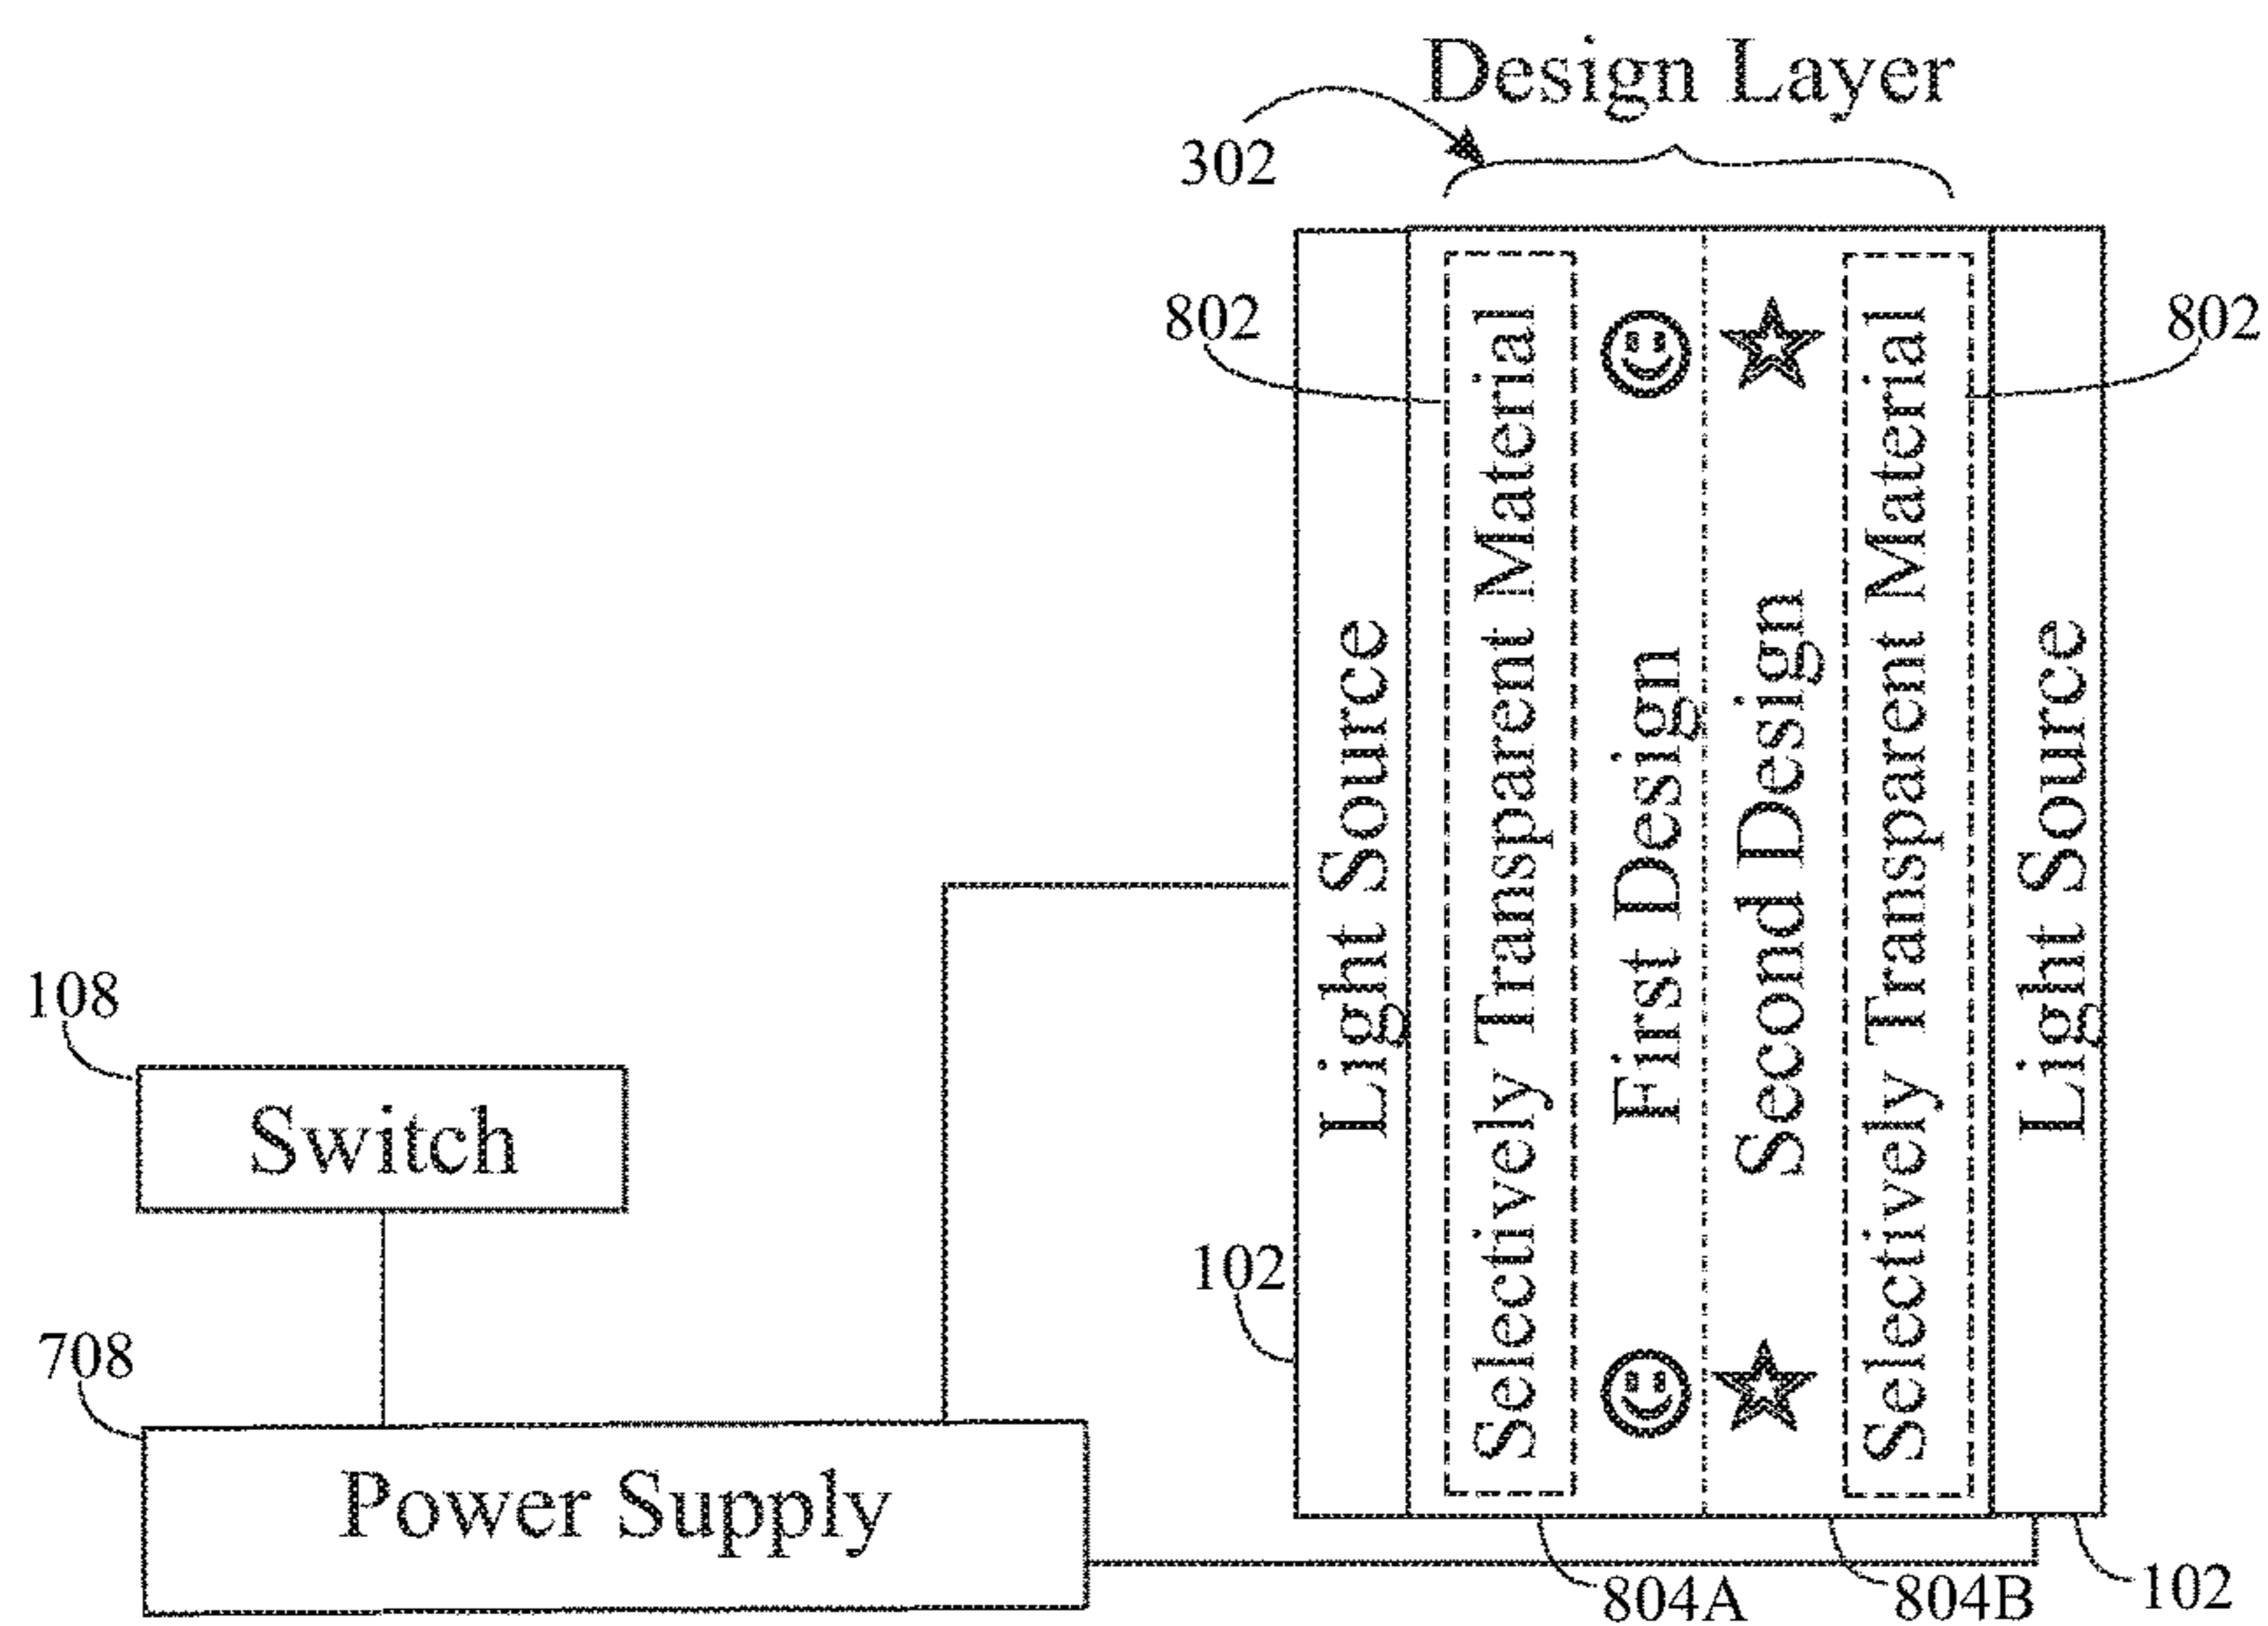 Design Layer
302
802
802
Light Source
Selectively Transparent Material
First Design
Second Design
Selectively Transparent Material
Light Source
108
Switch
102
708
Power Supply
804A
804B
102